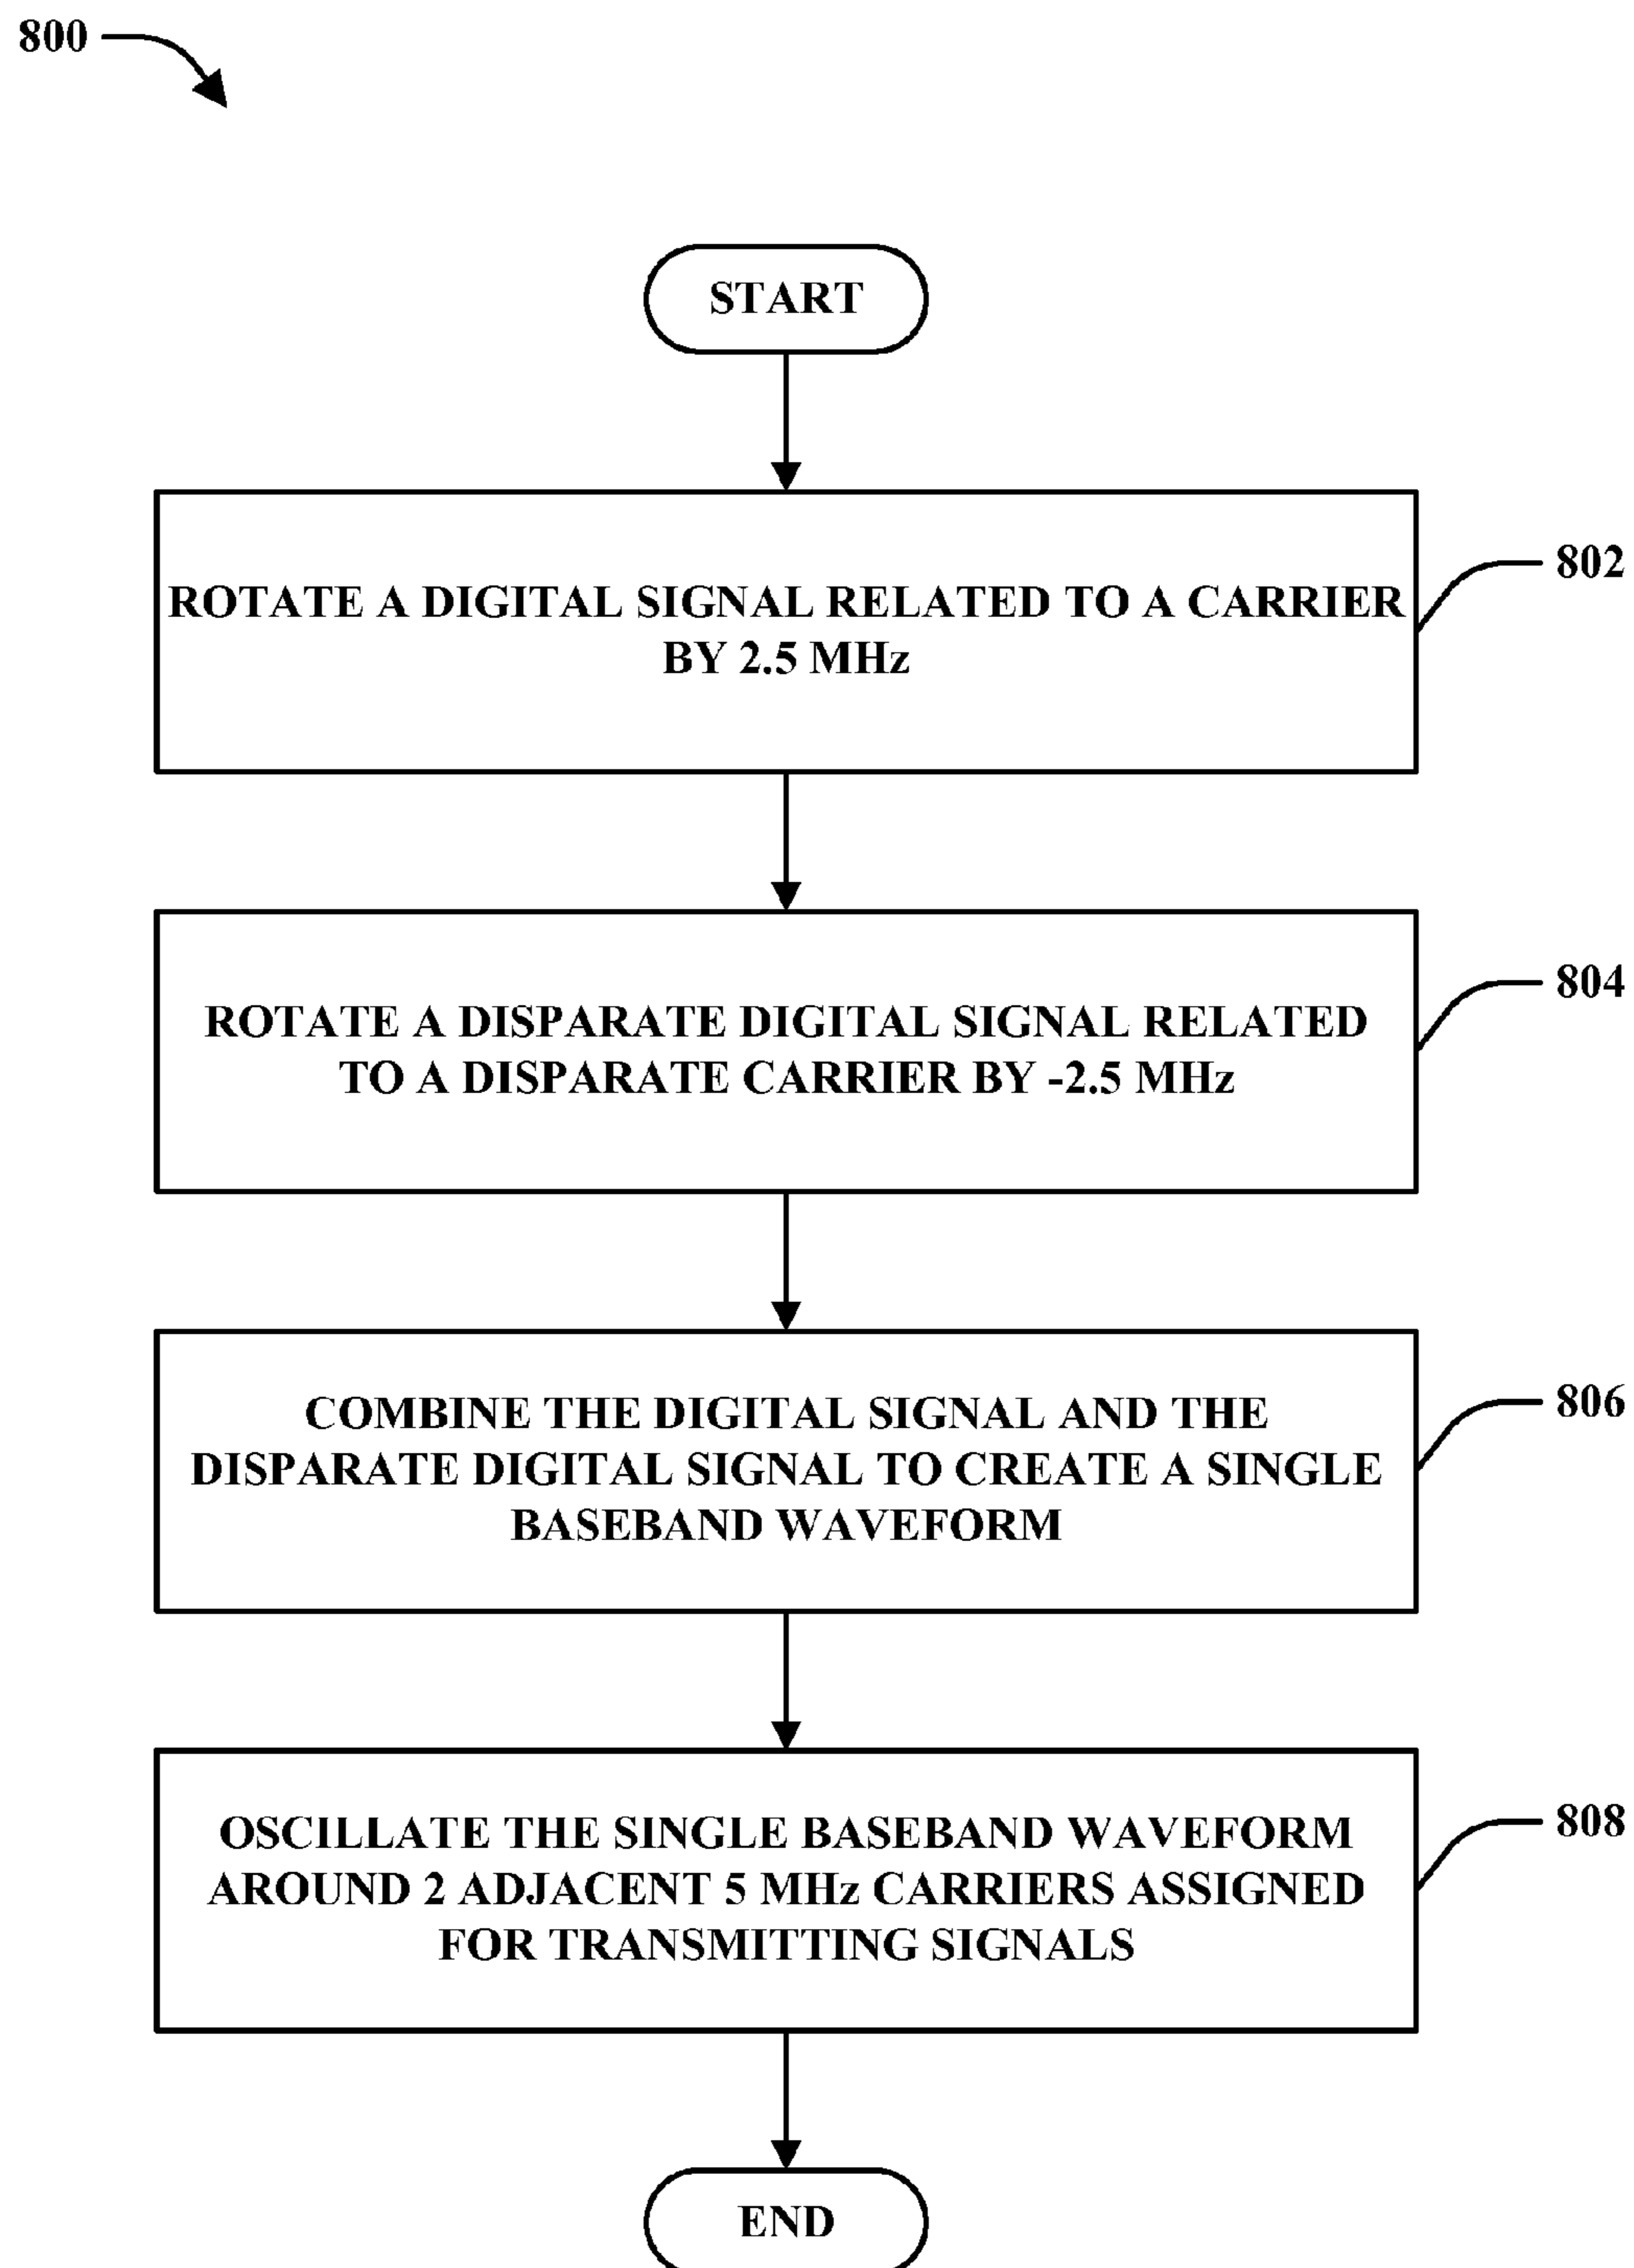 800
START
ROTATE A DIGITAL SIGNAL RELATED TO A CARRIER
BY 2.5 MHz
802
ROTATE A DISPARATE DIGITAL SIGNAL RELATED
TO A DISPARATE CARRIER BY -2.5 MHz
804
COMBINE THE DIGITAL SIGNAL AND THE
DISPARATE DIGITAL SIGNAL TO CREATE A SINGLE
BASEBAND WAVEFORM
806
OSCILLATE THE SINGLE BASEBAND WAVEFORM
AROUND 2 ADJACENT 5 MHz CARRIERS ASSIGNED
FOR TRANSMITTING SIGNALS
808
END